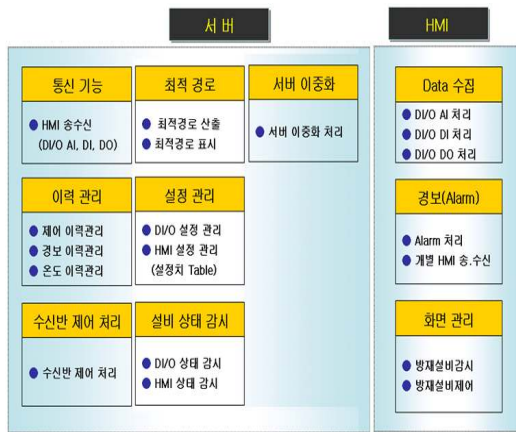 서 버
HMI
통신 기능
● HMI 송수신
(DI/O AI, DI, DO)
최적 경로
● 최적경로 산출
● 최적경로 표시
서버 이중화
● 서버 이중화 처리
이력 관리
● 제어 이력관리
● 경보 이력관리
● 온도 이력관리
설정 관리
● DI/O 설정 관리
● HMI 설정 관리
(설정치 Table)
수신반 제어 처리
● 수신반 제어 처리
설비 상태 감시
● DI/O 상태 감시
● HMI 상태 감시
Data 수집
● DI/O AI 처리
● DI/O DI 처리
● DI/O DO 처리
경보(Alarm)
● Alarm 처리
● 개별 HMI 송.수신
화면 관리
● 방재설비감시
● 방재설비제어